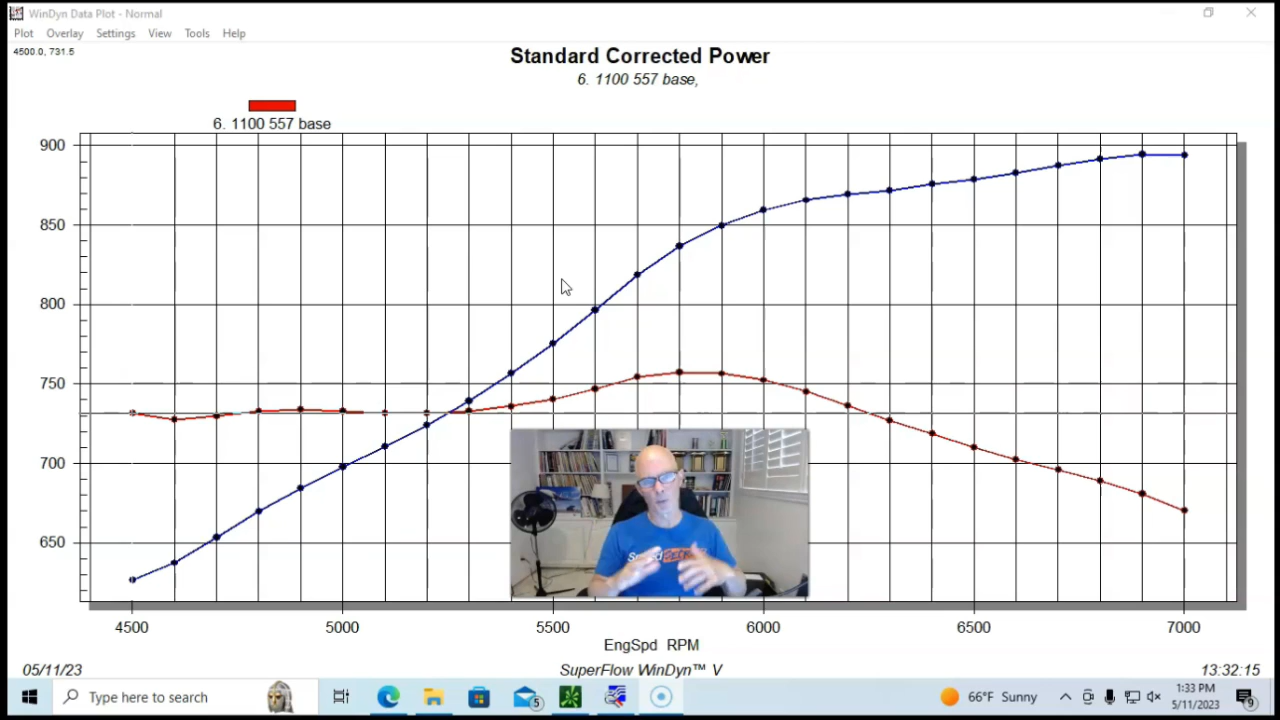 WinDyn Data Plot - Normal
Plot Overlay Settings View Tools Help
4500.0, 731.5
Standard Corrected Power
6. 1100 557 base,
6. 1100 557 base
900
850
800
750
700
650
4500 5000 5500 6000 6500 7000
EngSpd RPM
05/11/23 SuperFlow WinDyn™ V 13:32:15
Type here to search
5
66°F Sunny
1:33 PM
5/11/2023
9